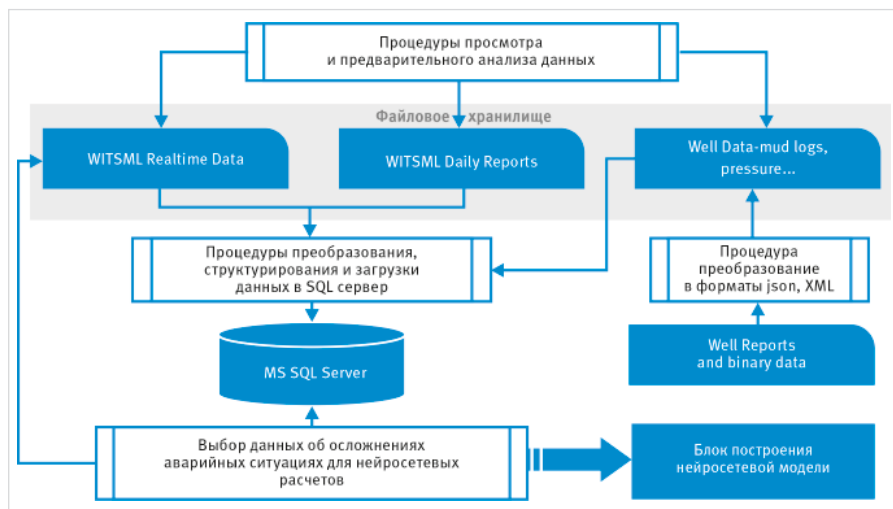 Процедуры просмотра
и предварительного анализа данных
Файловое хранилище
WITSML Realtime Data
WITSML Daily Reports
Well Data-mud logs,
pressure...
Процедуры преобразования,
структурирования и загрузки
данных в SQL сервер
Процедура
преобразование
в форматы json, XML
MS SQL Server
Well Reports
and binary data
Выбор данных об осложнениях
аварийных ситуациях для нейросетевых
расчетов
Блок построения
нейросетевой модели